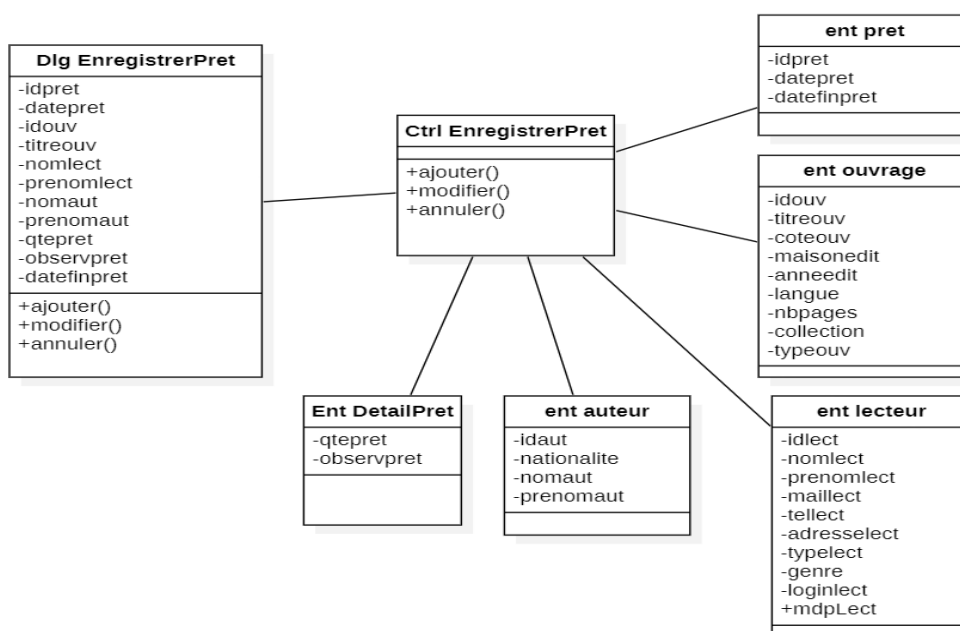 Dlg EnregistrerPret
-idpret
-datepret
-idouv
-titreouv
-nomlect
-prenomlect
-nomaut
-prenomaut
-qtepret
-observpret
-datefinpret
+ajouter()
+modifier()
+annuler()
Ctrl EnregistrerPret
+ajouter()
+modifier()
+annuler()
ent pret
-idpret
-datepret
-datefinpret
ent ouvrage
-idouv
-titreouv
-coteouv
-maisonedit
-anneedit
-langue
-nbpages
-collection
-typeouv
Ent DetailPret
-qtepret
-observpret
ent auteur
-idaut
-nationalite
-nomaut
-prenomaut
ent lecteur
-idlect
-nomlect
-prenomlect
-maillect
-tellect
-adresselect
-typelect
-genre
-loginlect
+mdpLect